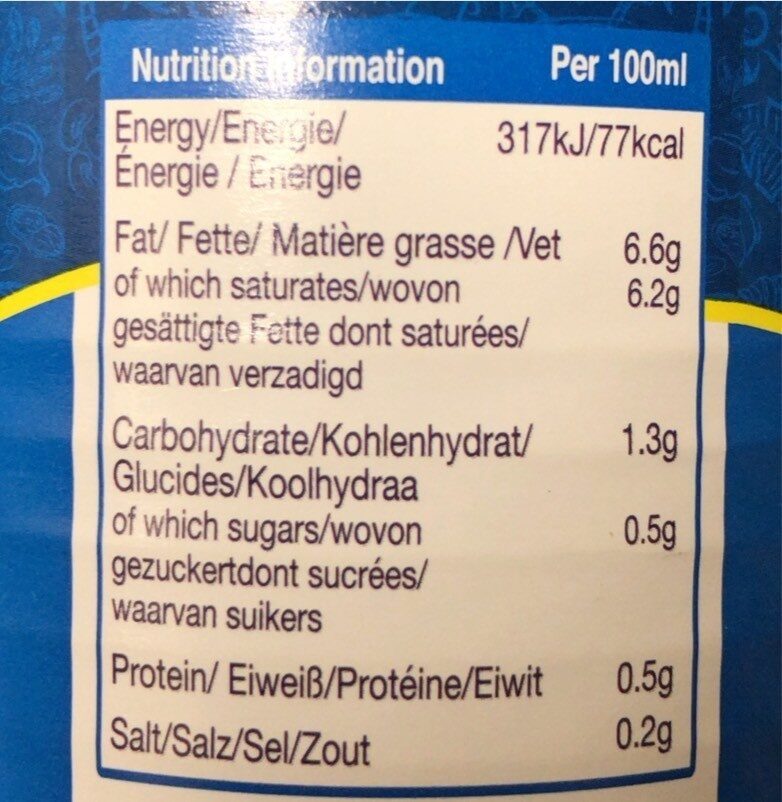 Nutrition Information Per 100ml
Energy/Energie/ 317kJ/77kcal
Énergie / Energie
Fat/ Fette/ Matière grasse /Vet 6.6g
of which saturates/wovon 6.2g
gesättigte Fette dont saturées/
waarvan verzadigd
Carbohydrate/Kohlenhydrat/ 1.3g
Glucides/Koolhydraa
of which sugars/wovon 0.5g
gezuckertdont sucrées/
waarvan suikers
Protein/ Eiweiß/Protéine/Eiwit 0.5g
Salt/Salz/Sel/Zout 0.2g